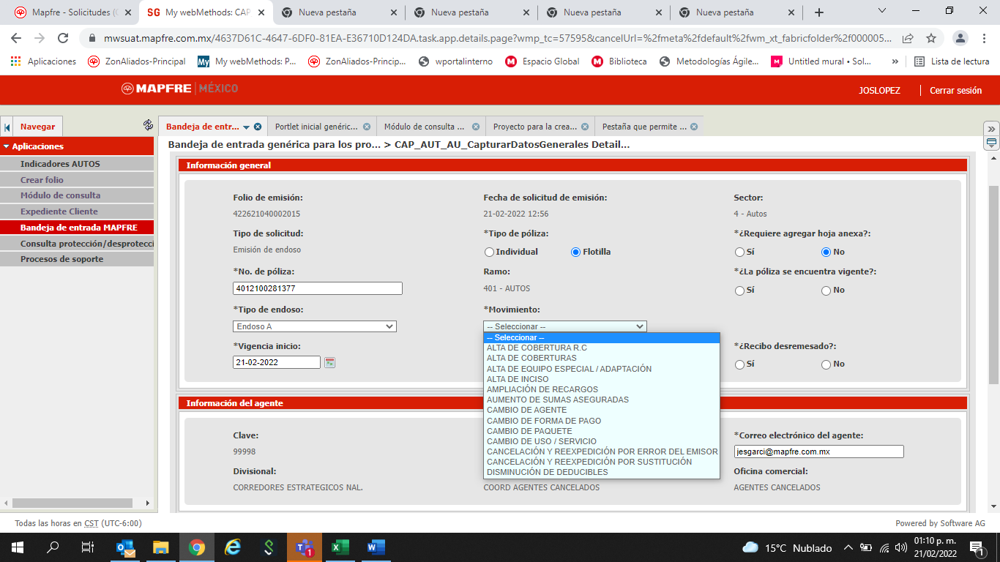 Mapfre - Solicitudes (C
SG My webMethods: CAP
Nueva pestaña
Nueva pestaña
Nueva pestaña
Nueva pestaña
mwsuat.mapfre.com.mx/4637D61C-4647-6DF0-81EA-E36710D124DA.task.app.details.page?wmp_tc=57595&cancelUrl=%2fmeta%2fdefault%2fwm_xt_fabricfolder%2f000005...
Aplicaciones
ZonAliados-Principal
My My webMethods: P...
ZonAliados-Princip...
wportalinterno
Espacio Global
Biblioteca
Metodologías Ágile...
Untitled mural • Sol...
»
Lista de lectura
MAPFRE | MÉXICO
JOSLOPEZ
Cerrar sesión
Navegar
Bandeja de entr...
Portlet inicial genéric...
Módulo de consulta ...
Proyecto para la crea...
Pestaña que permite ...
Aplicaciones
Indicadores AUTOS
Crear folio
Módulo de consulta
Expediente Cliente
Bandeja de entrada MAPFRE
Consulta protección/desprotecci
Procesos de soporte
Bandeja de entrada genérica para los pro... > CAP_AUT_AU_CapturarDatosGenerales Detail...
Información general
Folio de emisión:
Fecha de solicitud de emisión:
Sector:
422621040002015
21-02-2022 12:56
4 - Autos
Tipo de solicitud:
*Tipo de póliza:
*¿Requiere agregar hoja anexa?:
Emisión de endoso
Individual
Flotilla
Sí
No
*No. de póliza:
Ramo:
*¿La póliza se encuentra vigente?:
4012100281377
401 - AUTOS
Sí
No
*Tipo de endoso:
*Movimiento:
Endoso A
-- Seleccionar --
*Vigencia inicio:
*¿Recibo desremesado?:
21-02-2022
Sí
No
-- Seleccionar --
ALTA DE COBERTURA R.C
ALTA DE COBERTURAS
ALTA DE EQUIPO ESPECIAL / ADAPTACIÓN
ALTA DE INCISO
AMPLIACIÓN DE RECARGOS
AUMENTO DE SUMAS ASEGURADAS
CAMBIO DE AGENTE
CAMBIO DE FORMA DE PAGO
CAMBIO DE PAQUETE
CAMBIO DE USO / SERVICIO
CANCELACIÓN Y REEXPEDICIÓN POR ERROR DEL EMISOR
CANCELACIÓN Y REEXPEDICIÓN POR SUSTITUCIÓN
DISMINUCIÓN DE DEDUCIBLES
Información del agente
Clave:
*Correo electrónico del agente:
99998
jesgarci@mapfre.com.mx
Divisional:
Oficina comercial:
CORREDORES ESTRATEGICOS NAL.
COORD AGENTES CANCELADOS
AGENTES CANCELADOS
Todas las horas en CST (UTC-6:00)
Powered by Software AG
15°C Nublado
01:10 p. m.
21/02/2022
1
1